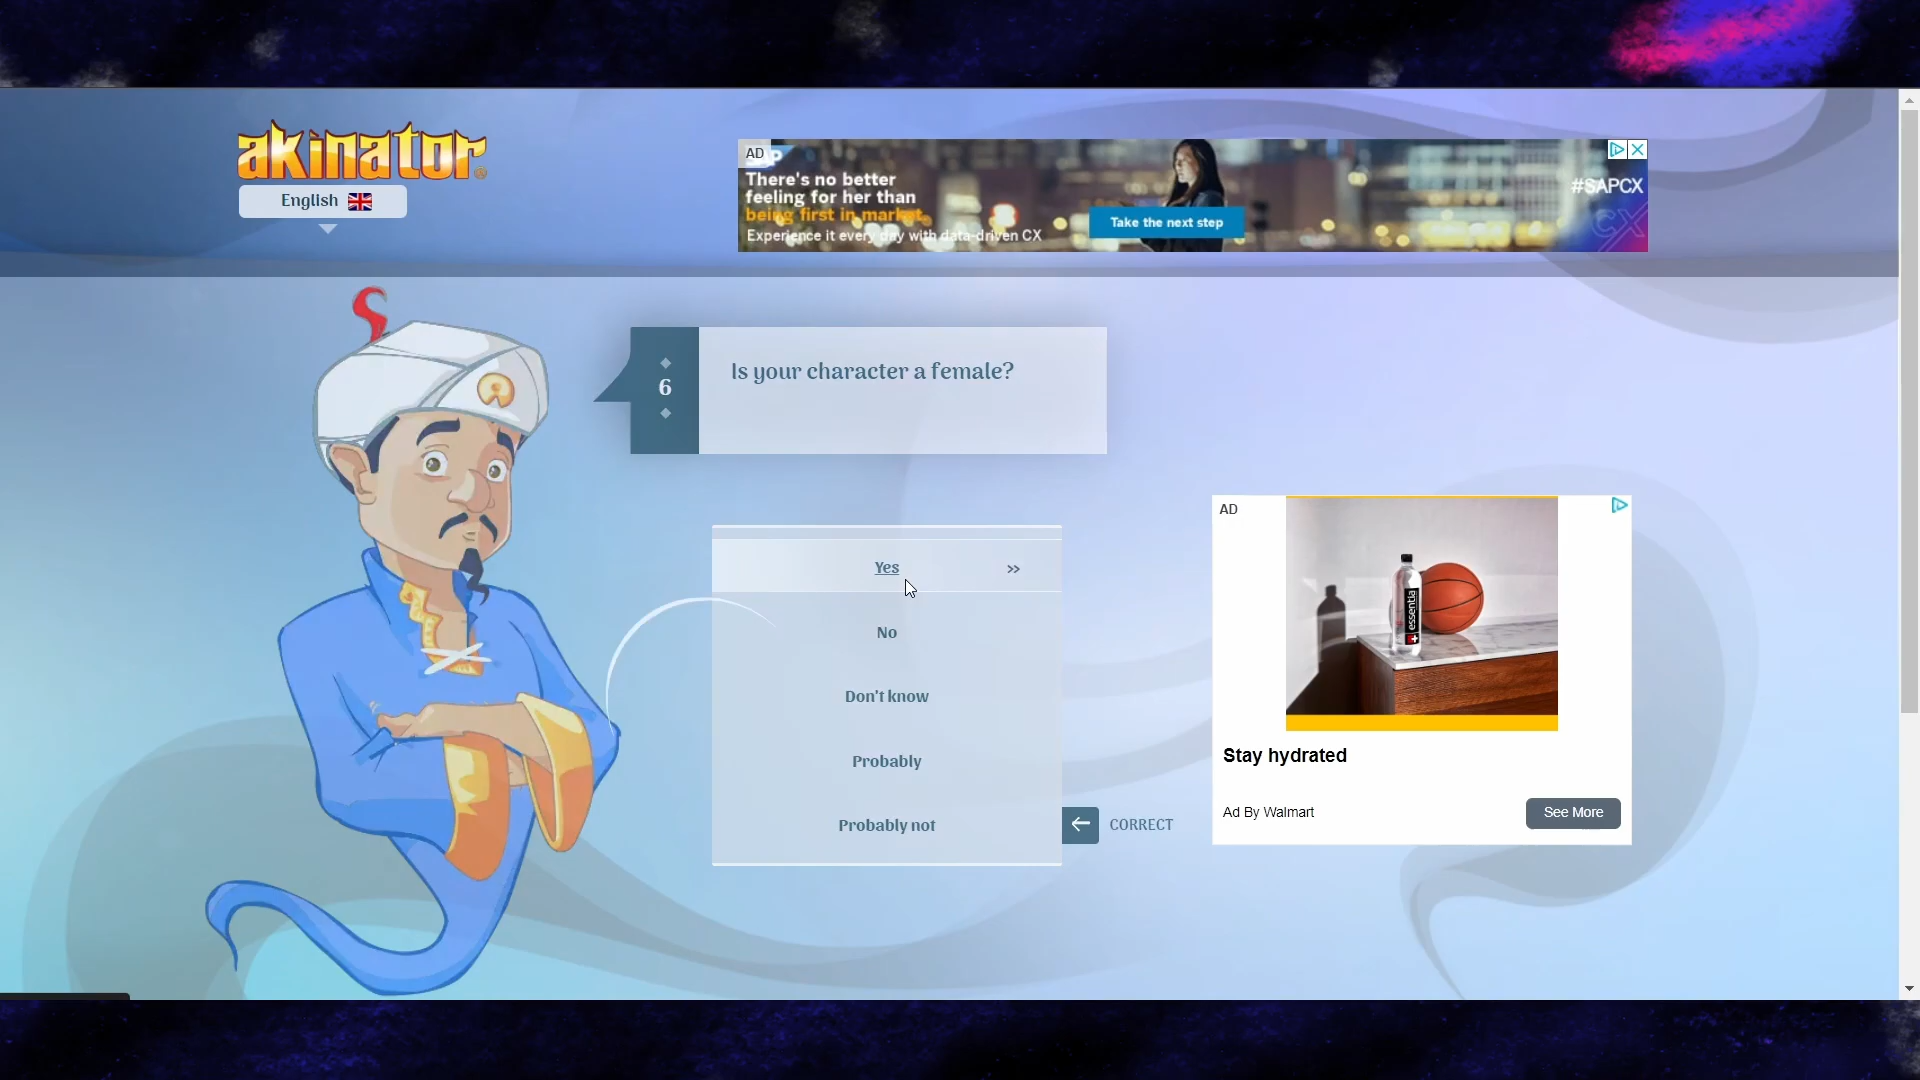 akinator
English
AD
There's no better
feeling for her than
being first in market.
Experience it every day with data-driven CX
Take the next step
#SAPCX
CX
6
Is your character a female?
Yes >>
No
Don't know
Probably
Probably not
CORRECT
AD
essentia
Stay hydrated
Ad By Walmart
See More